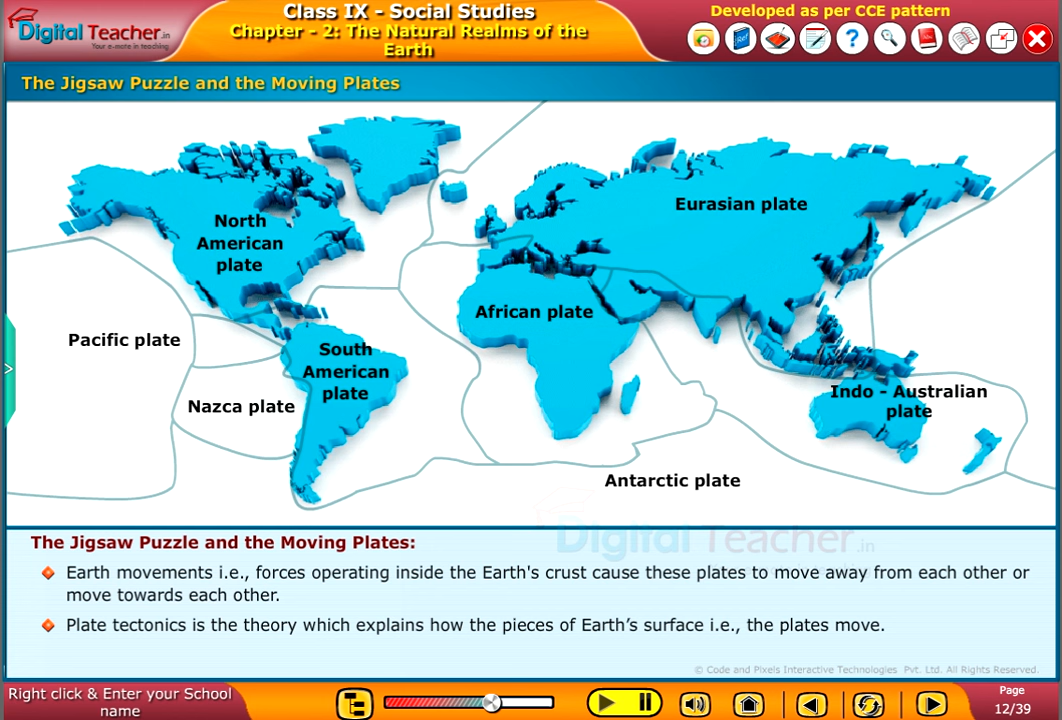 Digital Teacher.in
Your e-mate in teaching
Class IX - Social Studies
Chapter - 2: The Natural Realms of the
Earth
Developed as per CCE pattern
Ref
?
The Jigsaw Puzzle and the Moving Plates
North
American
plate
Eurasian plate
African plate
Pacific plate
South
American
plate
Nazca plate
Indo - Australian
plate
Antarctic plate
Digital Teacher.in
The Jigsaw Puzzle and the Moving Plates:
Earth movements i.e., forces operating inside the Earth's crust cause these plates to move away from each other or
move towards each other.
Plate tectonics is the theory which explains how the pieces of Earth’s surface i.e., the plates move.
© Code and Pixels Interactive Technologies Pvt. Ltd. All Rights Reserved.
Right click & Enter your School
name
Page
12/39